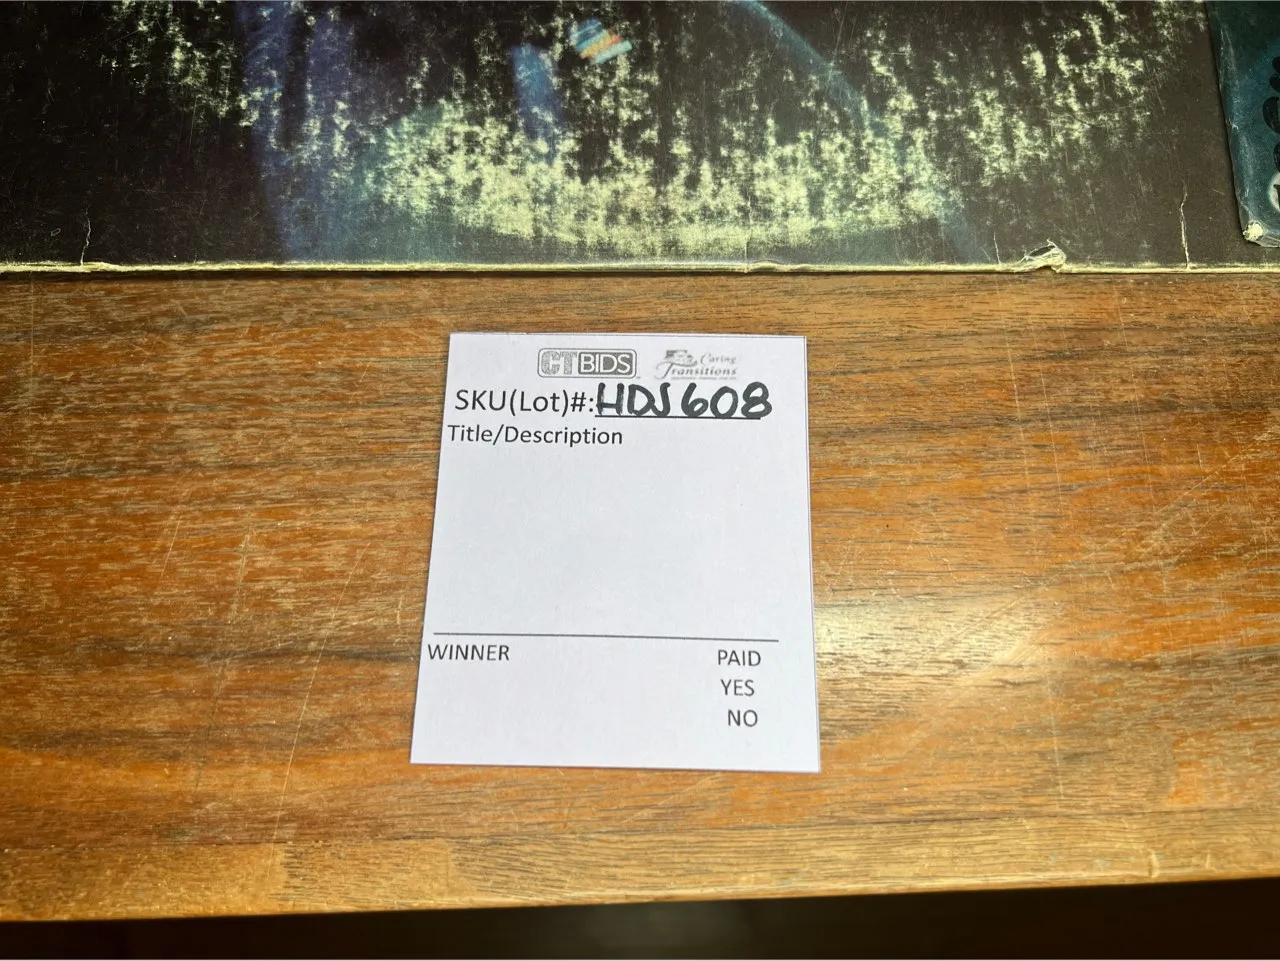 CTBIDS Caring Transitions
SKU(Lot)#: HDJ608
Title/Description
WINNER PAID
YES
NO